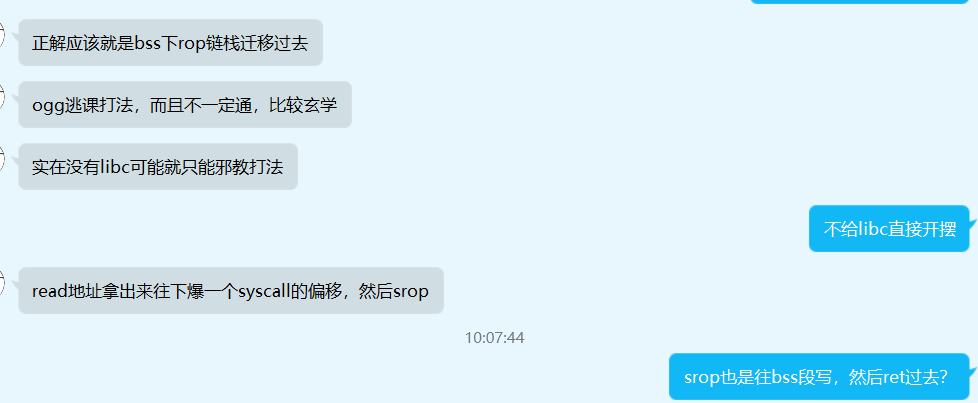 正解应该就是bss下rop链栈迁移过去
ogg逃课打法，而且不一定通，比较玄学
实在没有libc可能就只能邪教打法
不给libc直接开摆
read地址拿出来往下爆一个syscall的偏移，然后srop
10:07:44
srop也是往bss段写，然后ret过去？